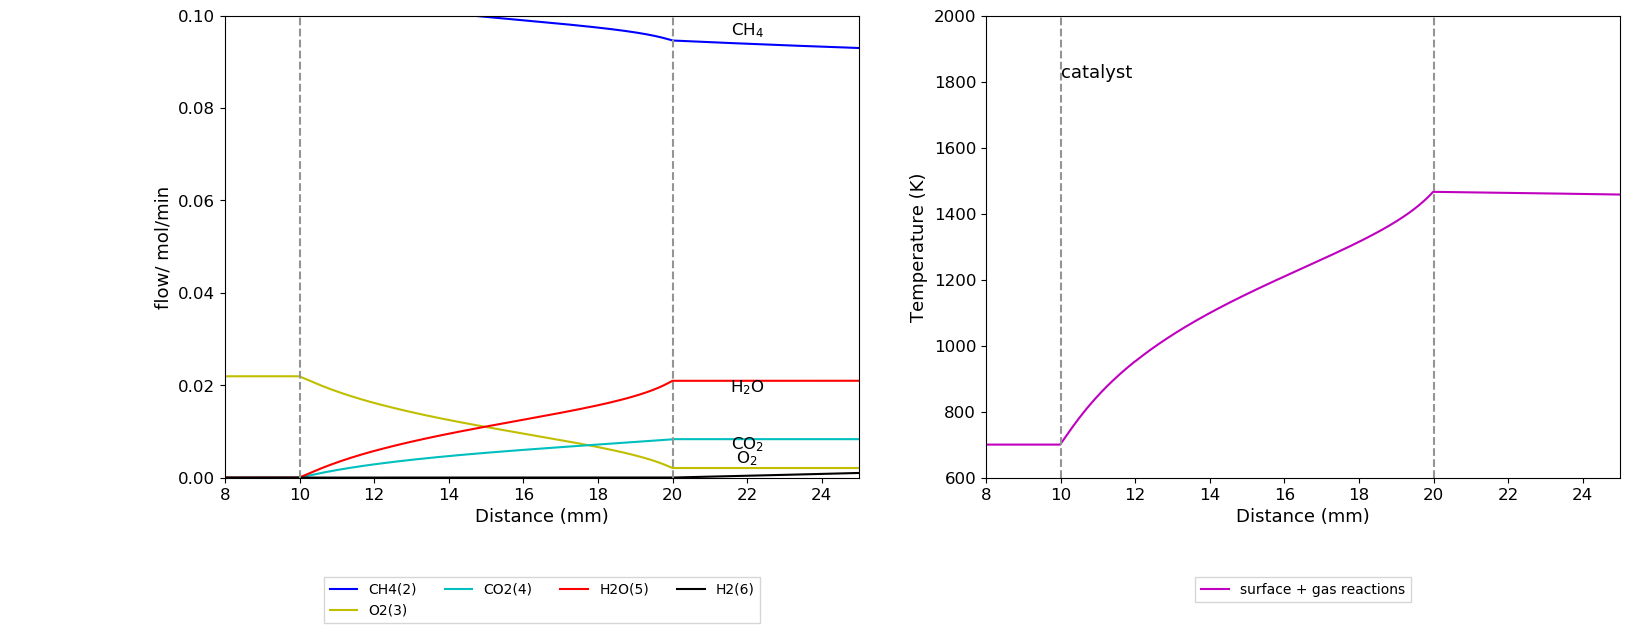 0.10
0.08
0.06
0.04
0.02
0.00
flow/ mol/min
8 10 12 14 16 18 20 22 24
Distance (mm)
CH₄
H₂O
CO₂
O₂
CH4(2) CO2(4) H2O(5) H2(6)
O2(3)
2000
1800
1600
1400
1200
1000
800
600
Temperature (K)
catalyst
8 10 12 14 16 18 20 22 24
Distance (mm)
surface + gas reactions